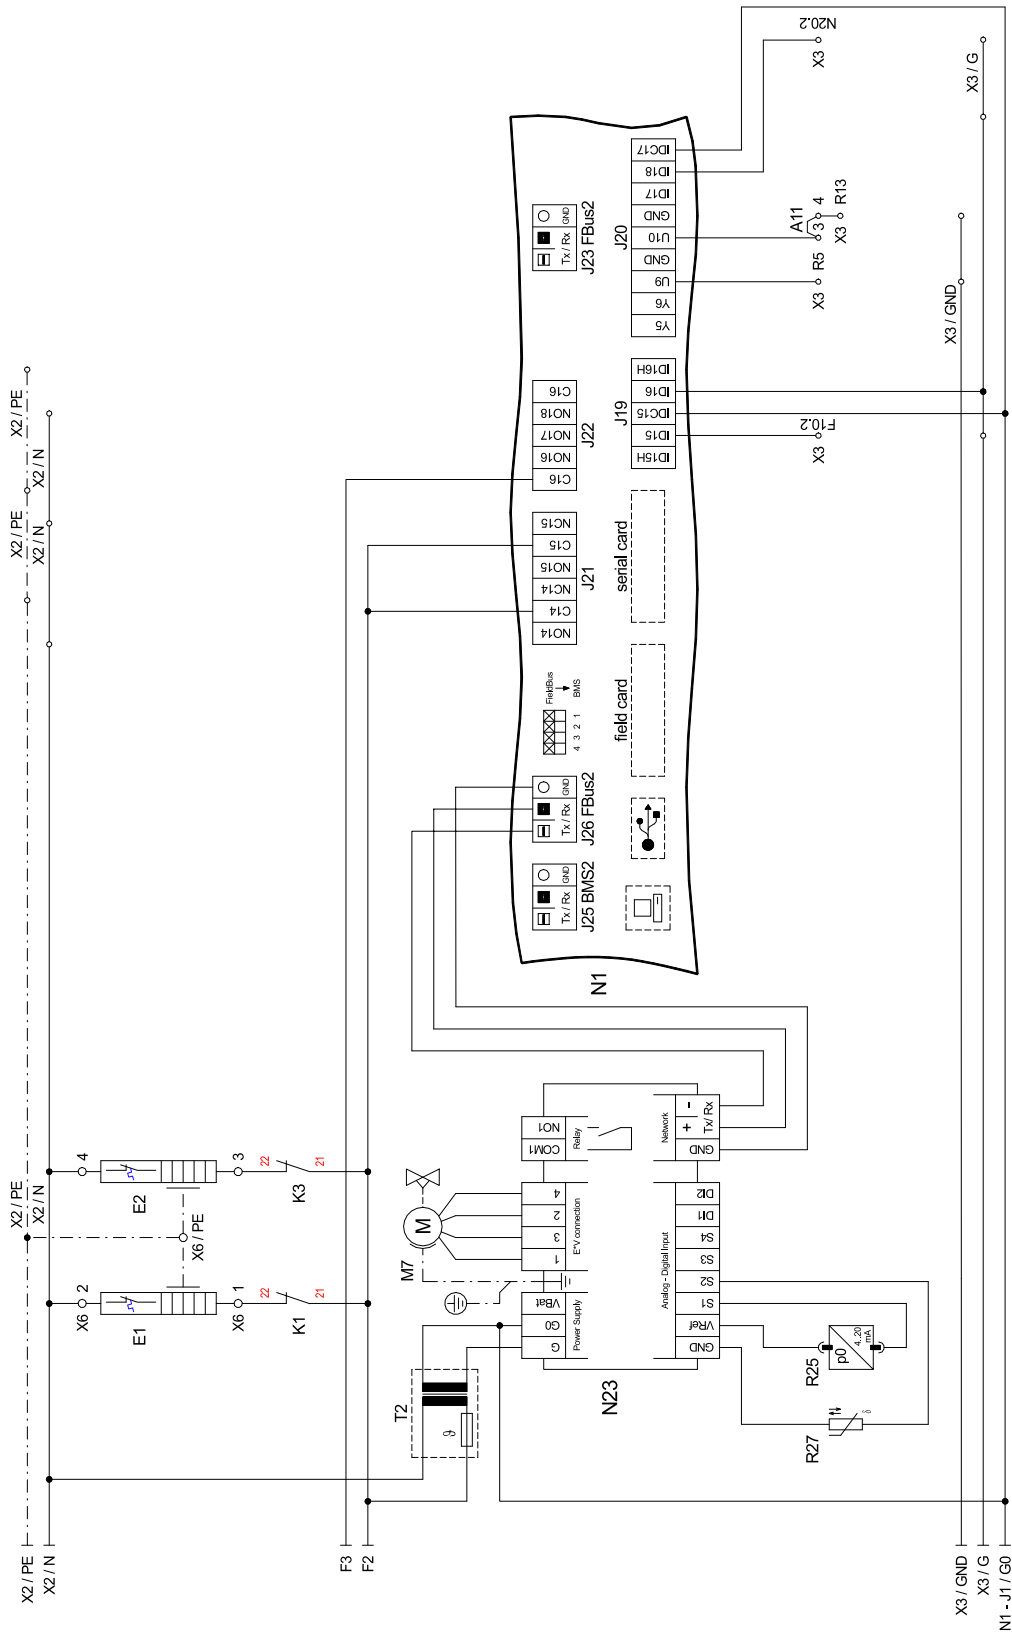 X2 / PE
X2 / N
F3
F2
X3 / GND
X3 / G
N1 - J1 / G0
X2 / PE
X2 / N
X2 / PE
X2 / N
X2 / PE
X2 / N
X6
2
E1
X6
1
22
21
K1
X6 / PE
4
E2
3
22
21
K3
T2
ϑ
M7
M
N23
G
G0
VBat
Power Supply
1
3
2
4
E*V connection
COM1
NO1
Relay
GND
VRef
S1
S2
S3
S4
DI1
DI2
Analog - Digital Input
GND
+
-
Tx/ Rx
Network
R25
p0
4..20
mA
R27
δ
N1
J25 BMS2
Tx / Rx
GND
J26 FBus2
Tx / Rx
GND
4 3 2 1
FieldBus
BMS
field card
serial card
J21
NO14
C14
NC14
NO15
C15
NC15
J22
C16
NO16
NO17
NO18
C16
J23 FBus2
Tx / Rx
GND
J19
ID15H
ID15
IDC15
ID16
ID16H
J20
Y5
Y6
U9
GND
U10
GND
ID17
ID18
IDC17
X3
F10.2
X3
R5
A11
3
4
X3
R13
X3
N20.2
X3 / GND
X3 / G